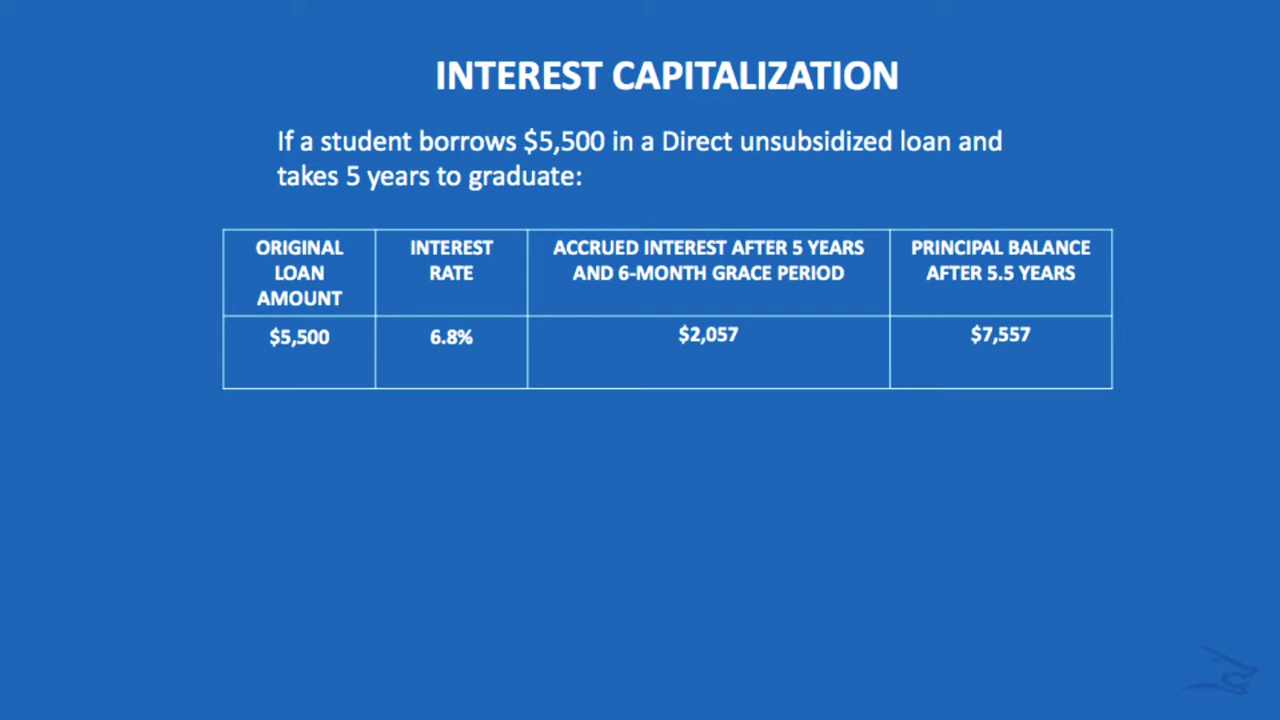 INTEREST CAPITALIZATION
If a student borrows $5,500 in a Direct unsubsidized loan and
takes 5 years to graduate:
ORIGINAL
LOAN
AMOUNT
INTEREST
RATE
ACCRUED INTEREST AFTER 5 YEARS
AND 6-MONTH GRACE PERIOD
PRINCIPAL BALANCE
AFTER 5.5 YEARS
$5,500
6.8%
$2,057
$7,557